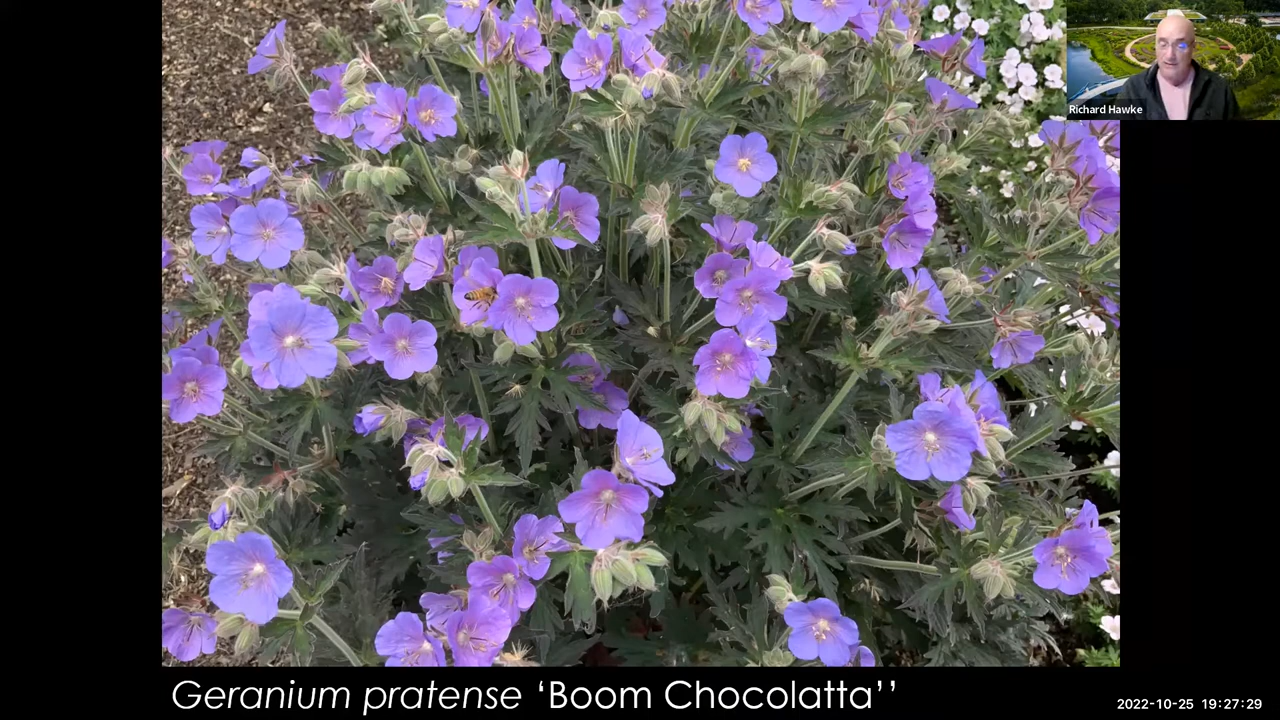 Richard Hawke
Geranium pratense ‘Boom Chocolatta’’
2022-10-25 19:27:29